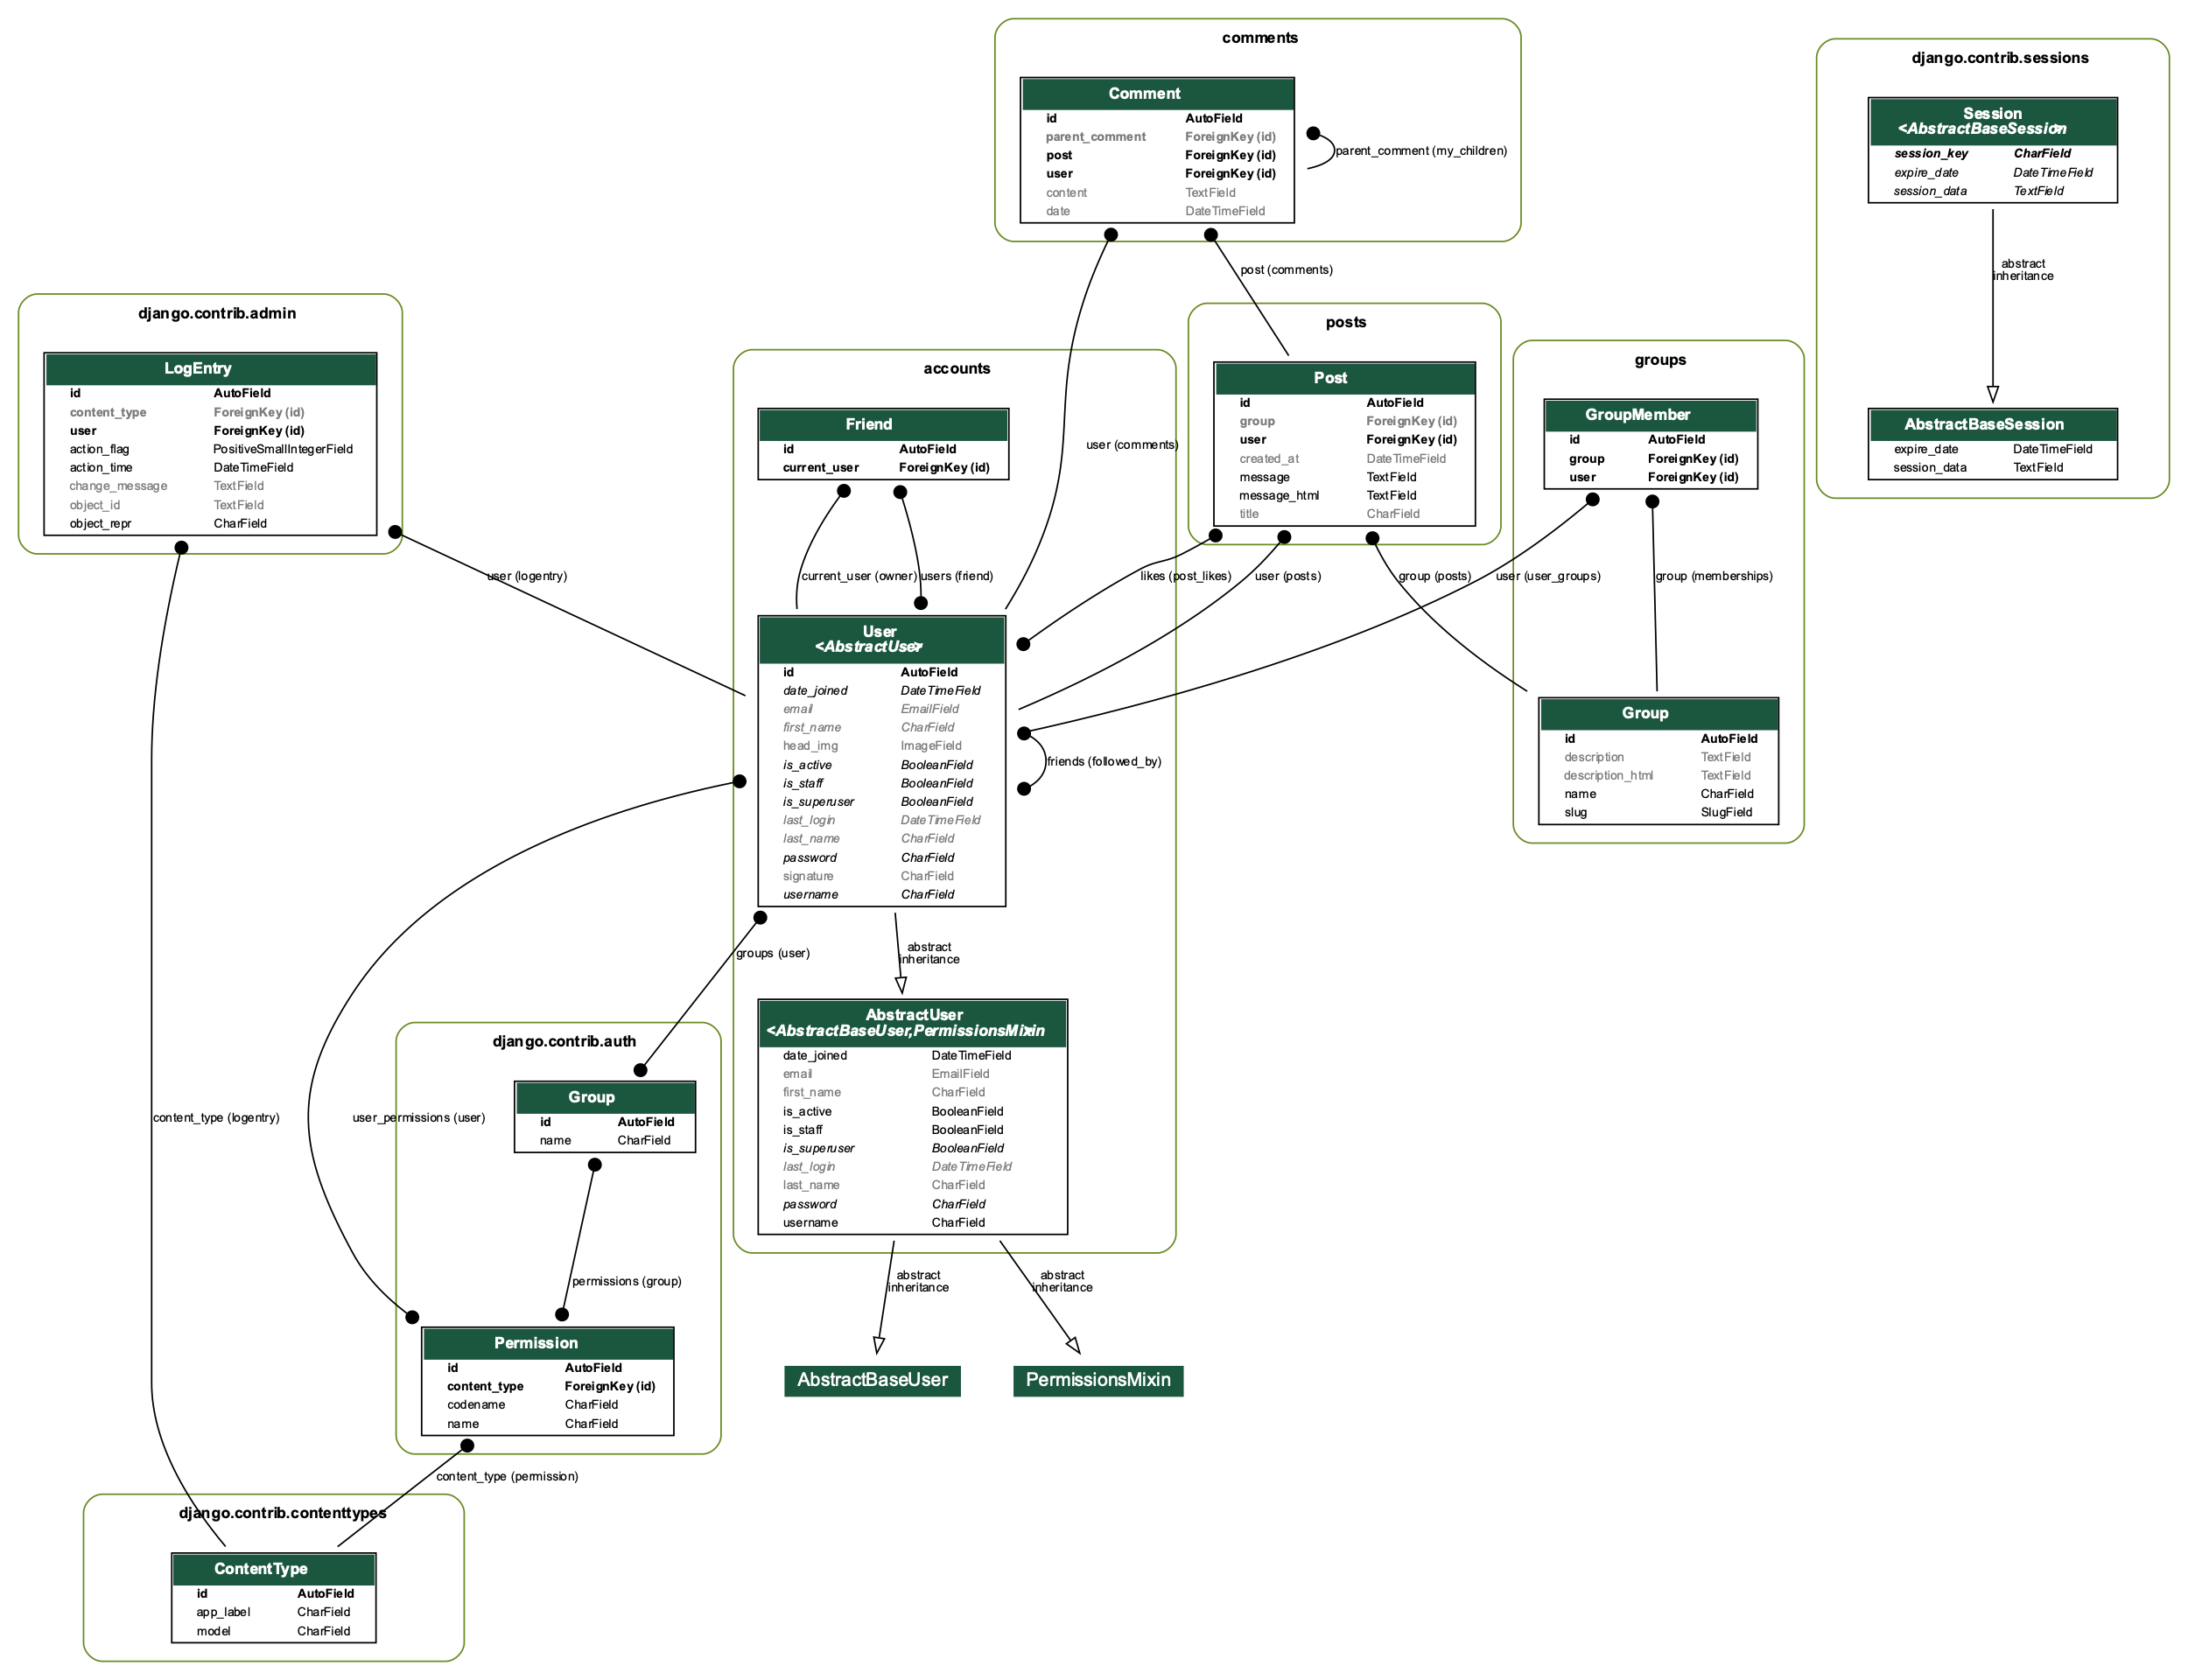 comments
Comment
id AutoField
parent_comment ForeignKey (id)
post ForeignKey (id)
user ForeignKey (id)
content TextField
date DateTimeField
parent_comment (my_children)
django.contrib.sessions
Session
<AbstractBaseSession>
session_key CharField
expire_date DateTimeField
session_data TextField
abstract
inheritance
AbstractBaseSession
expire_date DateTimeField
session_data TextField
user (comments)
post (comments)
django.contrib.admin
LogEntry
id AutoField
content_type ForeignKey (id)
user ForeignKey (id)
action_flag PositiveSmallIntegerField
action_time DateTimeField
change_message TextField
object_id TextField
object_repr CharField
user (logentry)
content_type (logentry)
posts
Post
id AutoField
group ForeignKey (id)
user ForeignKey (id)
created_at DateTimeField
message TextField
message_html TextField
title CharField
likes (post_likes)
user (posts)
group (posts)
groups
GroupMember
id AutoField
group ForeignKey (id)
user ForeignKey (id)
user (user_groups)
group (memberships)
Group
id AutoField
description TextField
description_html TextField
name CharField
slug SlugField
accounts
Friend
id AutoField
current_user ForeignKey (id)
current_user (owner)
users (friend)
User
<AbstractUser>
id AutoField
date_joined DateTimeField
email EmailField
first_name CharField
head_img ImageField
is_active BooleanField
is_staff BooleanField
is_superuser BooleanField
last_login DateTimeField
last_name CharField
password CharField
signature CharField
username CharField
friends (followed_by)
groups (user)
abstract
inheritance
AbstractUser
<AbstractBaseUser,PermissionsMixin>
date_joined DateTimeField
email EmailField
first_name CharField
is_active BooleanField
is_staff BooleanField
is_superuser BooleanField
last_login DateTimeField
last_name CharField
password CharField
username CharField
abstract
inheritance
abstract
inheritance
AbstractBaseUser
PermissionsMixin
django.contrib.auth
Group
id AutoField
name CharField
user_permissions (user)
permissions (group)
Permission
id AutoField
content_type ForeignKey (id)
codename CharField
name CharField
content_type (permission)
django.contrib.contenttypes
ContentType
id AutoField
app_label CharField
model CharField